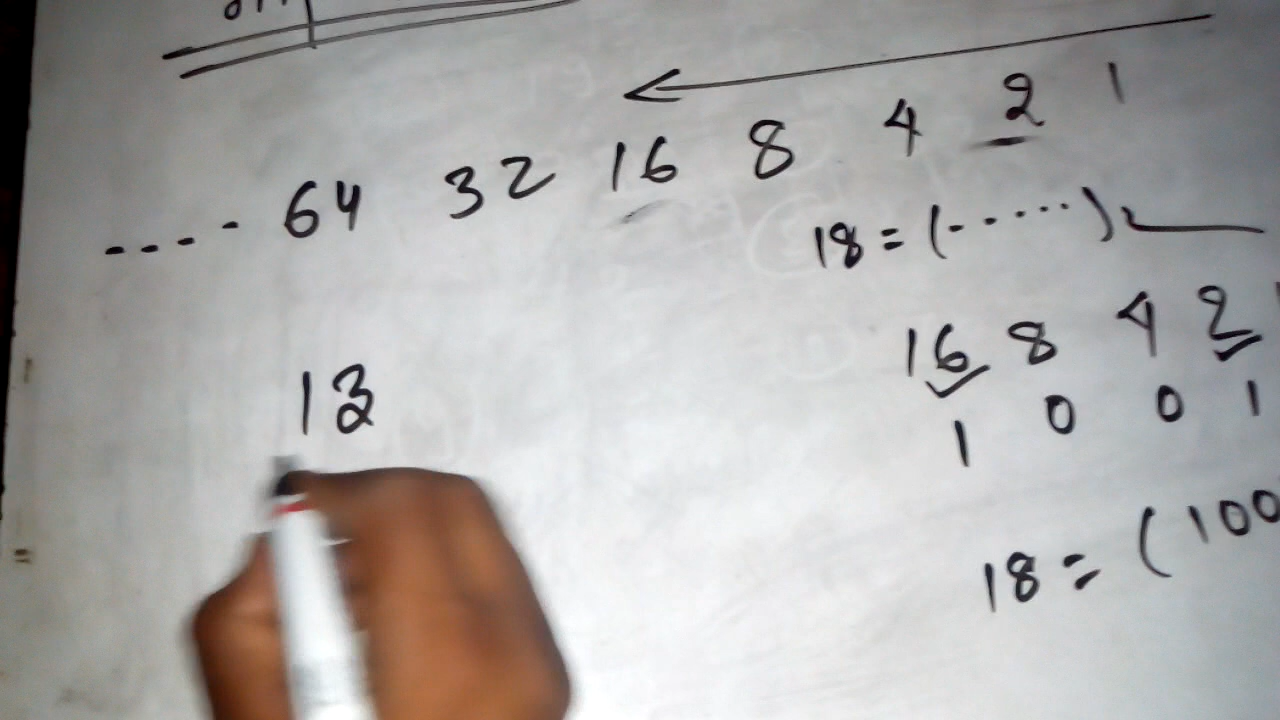 .... 64 32 16 8 4 2 1
18 = (......)2
16 8 4 2
1 0 0 1
13
18 = (100